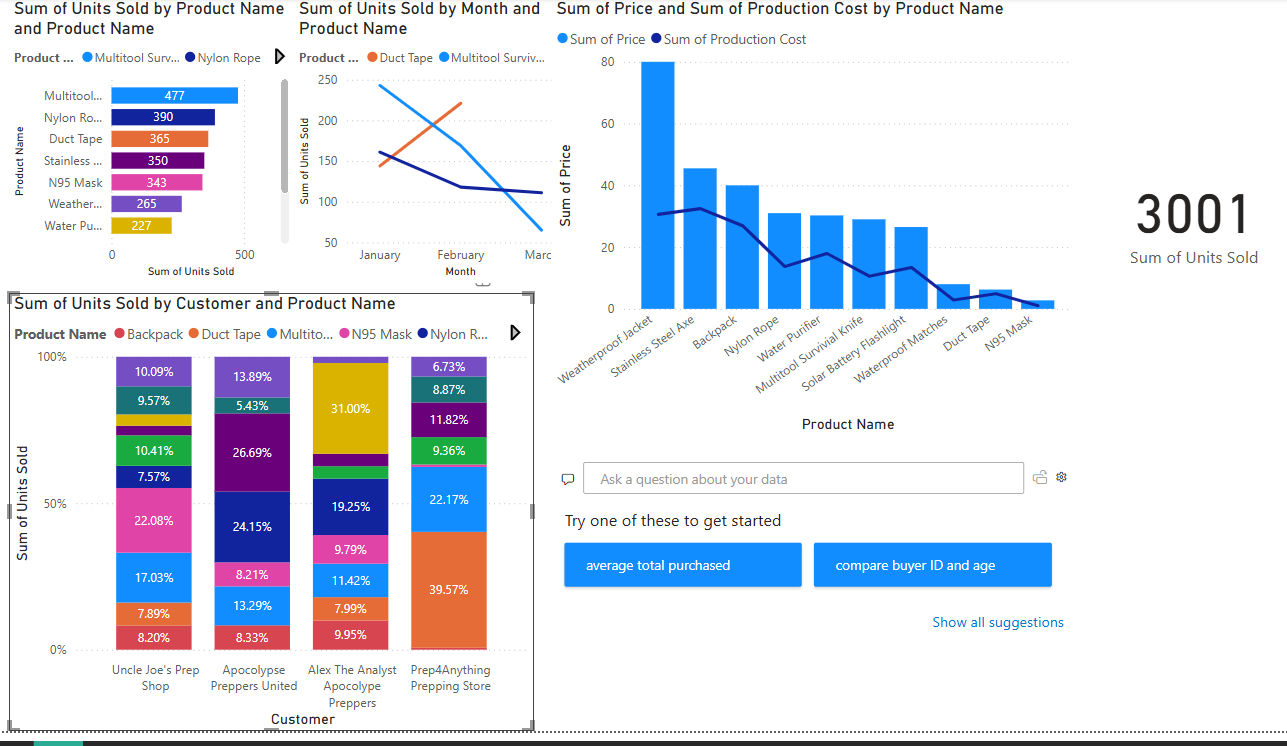 Sum of Units Sold by Product Name
and Product Name
Product ... Multitool Surv... Nylon Rope
Product Name
Multitool... 477
Nylon Ro... 390
Duct Tape 365
Stainless ... 350
N95 Mask 343
Weather... 265
Water Pu... 227
0 500
Sum of Units Sold
Sum of Units Sold by Month and
Product Name
Product ... Duct Tape Multitool Surviv...
Sum of Units Sold
250
200
150
100
50
January February Marc
Month
Sum of Price and Sum of Production Cost by Product Name
Sum of Price Sum of Production Cost
Sum of Price
80
60
40
20
0
Weatherproof Jacket
Stainless Steel Axe
Backpack
Nylon Rope
Water Purifier
Multitool Survivial Knife
Solar Battery Flashlight
Waterproof Matches
Duct Tape
N95 Mask
Product Name
3001
Sum of Units Sold
Sum of Units Sold by Customer and Product Name
Product Name Backpack Duct Tape Multito... N95 Mask Nylon R...
Sum of Units Sold
100%
50%
0%
10.09%
9.57%
10.41%
7.57%
22.08%
17.03%
7.89%
8.20%
13.89%
5.43%
26.69%
24.15%
8.21%
13.29%
8.33%
31.00%
19.25%
9.79%
11.42%
7.99%
9.95%
6.73%
8.87%
11.82%
9.36%
22.17%
39.57%
Uncle Joe's Prep
Shop
Apocolypse
Preppers United
Alex The Analyst
Apocolype
Preppers
Prep4Anything
Prepping Store
Customer
Ask a question about your data
Try one of these to get started
average total purchased
compare buyer ID and age
Show all suggestions